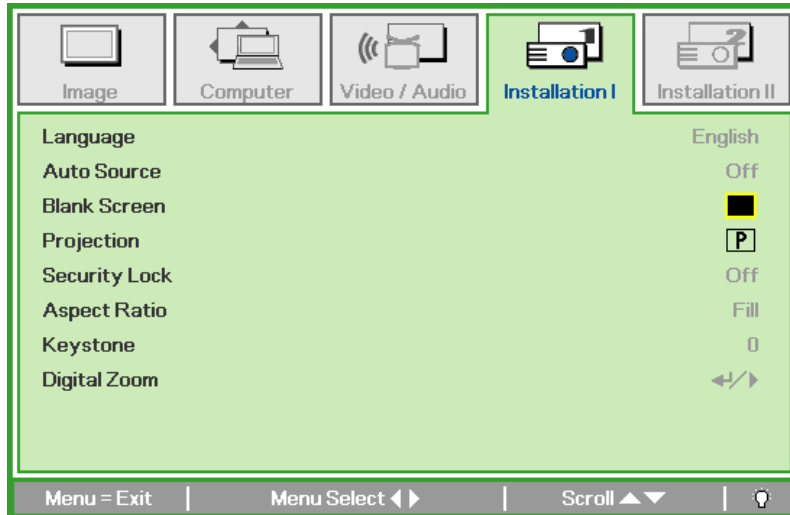 Image Computer Video / Audio Installation I Installation II
Language English
Auto Source Off
Blank Screen
Projection P
Security Lock Off
Aspect Ratio Fill
Keystone 0
Digital Zoom
Menu = Exit | Menu Select | Scroll |